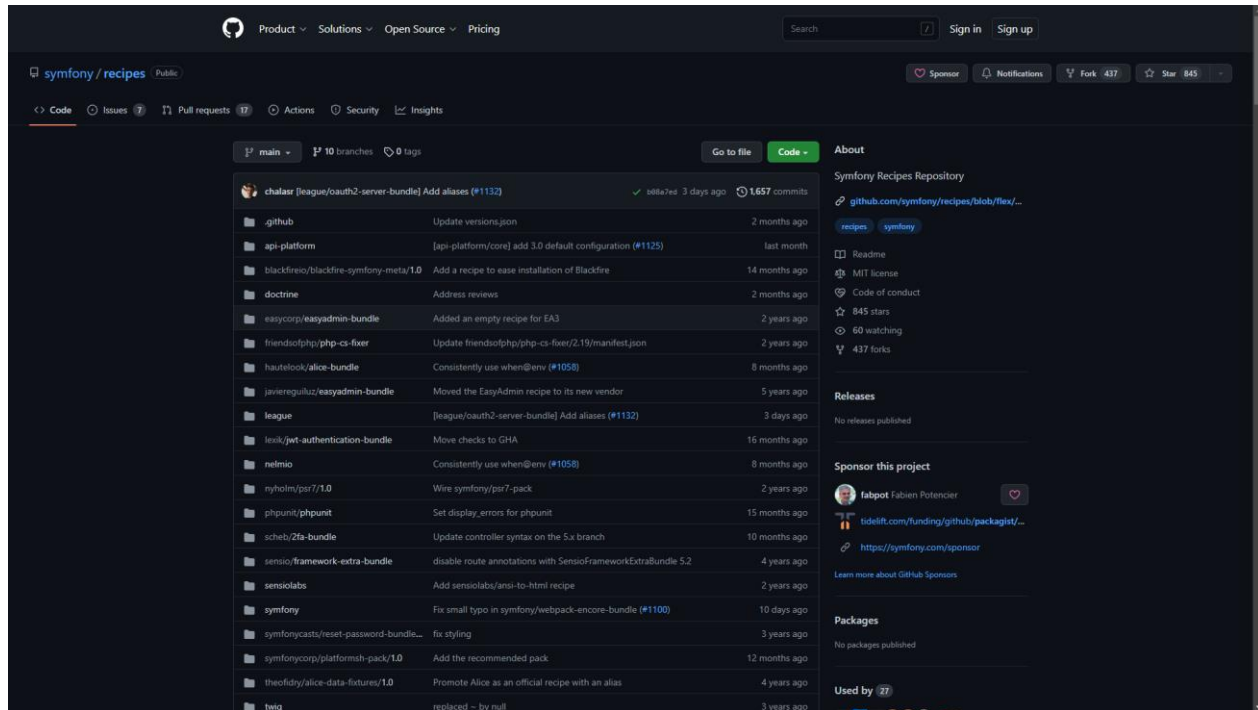 Product Solutions Open Source Pricing Search / Sign in Sign up
symfony / recipes Public Sponsor Notifications Fork 437 Star 845
Code Issues 7 Pull requests 17 Actions Security Insights
main 10 branches 0 tags Go to file Code
chalasr [league/oauth2-server-bundle] Add aliases (#1132) 3 days ago 1,657 commits
.github Update versions.json 2 months ago
api-platform [api-platform/core] add 3.0 default configuration (#1125) last month
blackfireio/blackfire-symfony-meta/1.0 Add a recipe to ease installation of Blackfire 14 months ago
doctrine Address reviews 2 months ago
easycorp/easyadmin-bundle Added an empty recipe for EA3 2 years ago
friendsofphp/php-cs-fixer Update friendsofphp/php-cs-fixer/2.19/manifest.json 2 years ago
hautelook/alice-bundle Consistently use when@env (#1058) 8 months ago
javiereguiluz/easyadmin-bundle Moved the EasyAdmin recipe to its new vendor 5 years ago
league [league/oauth2-server-bundle] Add aliases (#1132) 3 days ago
lexik/jwt-authentication-bundle Move checks to GHA 16 months ago
nelmio Consistently use when@env (#1058) 8 months ago
nyholm/psr7/1.0 Wire symfony/psr7-pack 2 years ago
phpunit/phpunit Set display_errors for phpunit 15 months ago
scheb/2fa-bundle Update controller syntax on the 5.x branch 10 months ago
sensio/framework-extra-bundle disable route annotations with SensioFrameworkExtraBundle 5.2 4 years ago
sensiolabs Add sensiolabs/ansi-to-html recipe 2 years ago
symfony Fix small typo in symfony/webpack-encore-bundle (#1100) 10 days ago
symfonycasts/reset-password-bundle... fix styling 3 years ago
symfonycorp/platformsh-pack/1.0 Add the recommended pack 12 months ago
theofidry/alice-data-fixtures/1.0 Promote Alice as an official recipe with an alias 4 years ago
twig replaced ~ by null 3 years ago
About
Symfony Recipes Repository
github.com/symfony/recipes/blob/flex/...
recipes symfony
Readme
MIT license
Code of conduct
845 stars
60 watching
437 forks
Releases
No releases published
Sponsor this project
fabpot Fabien Potencier
tidelift.com/funding/github/packagist/...
https://symfony.com/sponsor
Learn more about GitHub Sponsors
Packages
No packages published
Used by 27